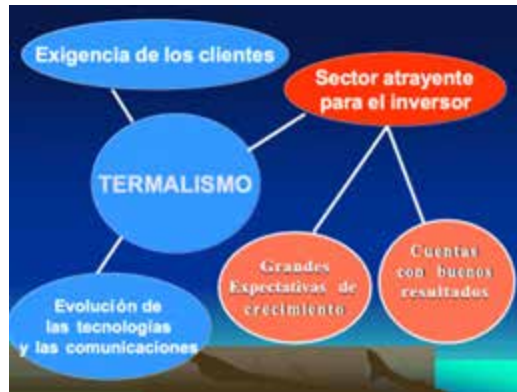 Exigencia de los clientes
Sector atrayente
para el inversor
TERMALISMO
Grandes
Expectativas de
crecimiento
Cuentas
con buenos
resultados
Evolución de
las tecnologías
y las comunicaciones